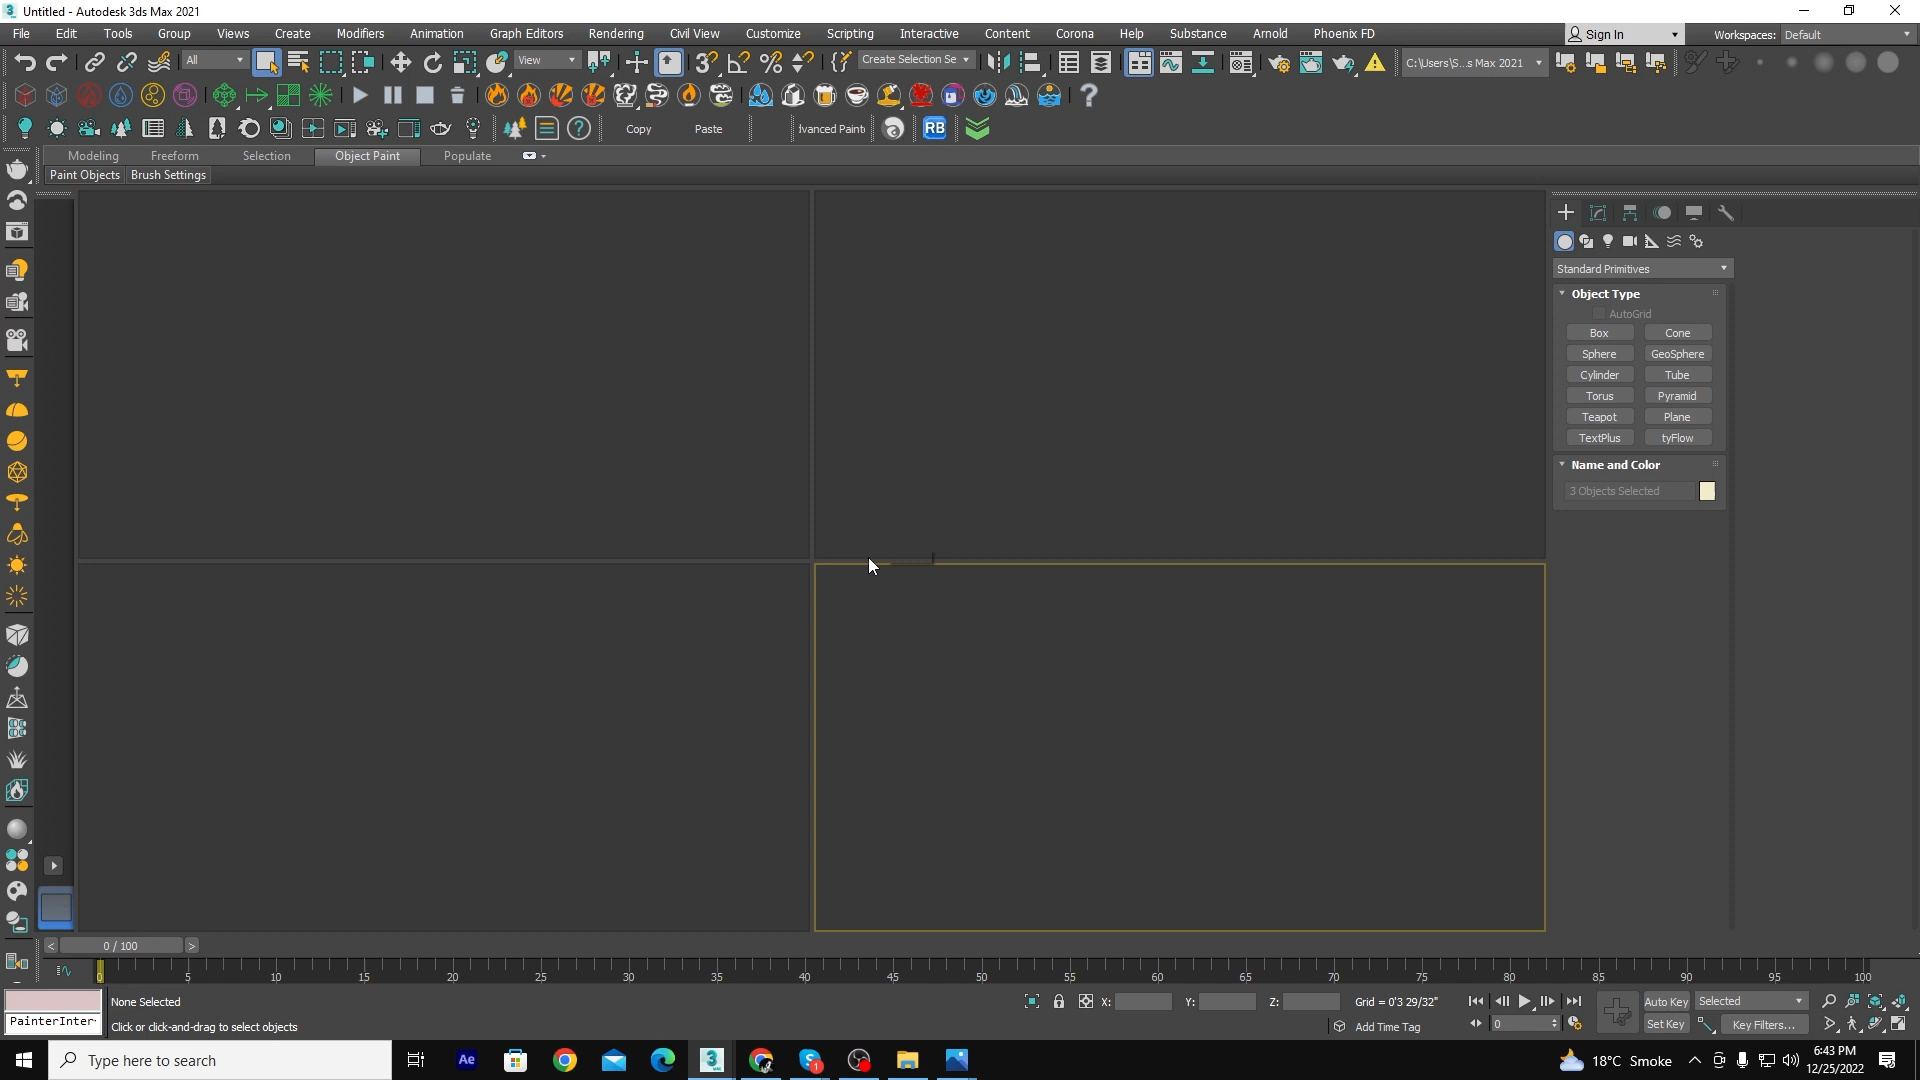 Untitled - Autodesk 3ds Max 2021
File Edit Tools Group Views Create Modifiers Animation Graph Editors Rendering Civil View Customize Scripting Interactive Content Corona Help Substance Arnold Phoenix FD Sign In Workspaces: Default
All View Create Selection Se C:\Users\S...s Max 2021
Copy Paste Ivanced Painti RB
Modeling Freeform Selection Object Paint Populate
Paint Objects Brush Settings
Standard Primitives
Object Type
AutoGrid
Box Cone
Sphere GeoSphere
Cylinder Tube
Torus Pyramid
Teapot Plane
TextPlus tyFlow
Name and Color
3 Objects Selected
< 0 / 100 >
0 5 10 15 20 25 30 35 40 45 50 55 60 65 70 75 80 85 90 95 100
None Selected X: Y: Z: Grid = 0'3 29/32" Auto Key Selected
PainterInter Click or click-and-drag to select objects Add Time Tag 0 Set Key Key Filters...
Type here to search Ae 3 MAX S 1 18°C Smoke 6:43 PM
12/25/2022